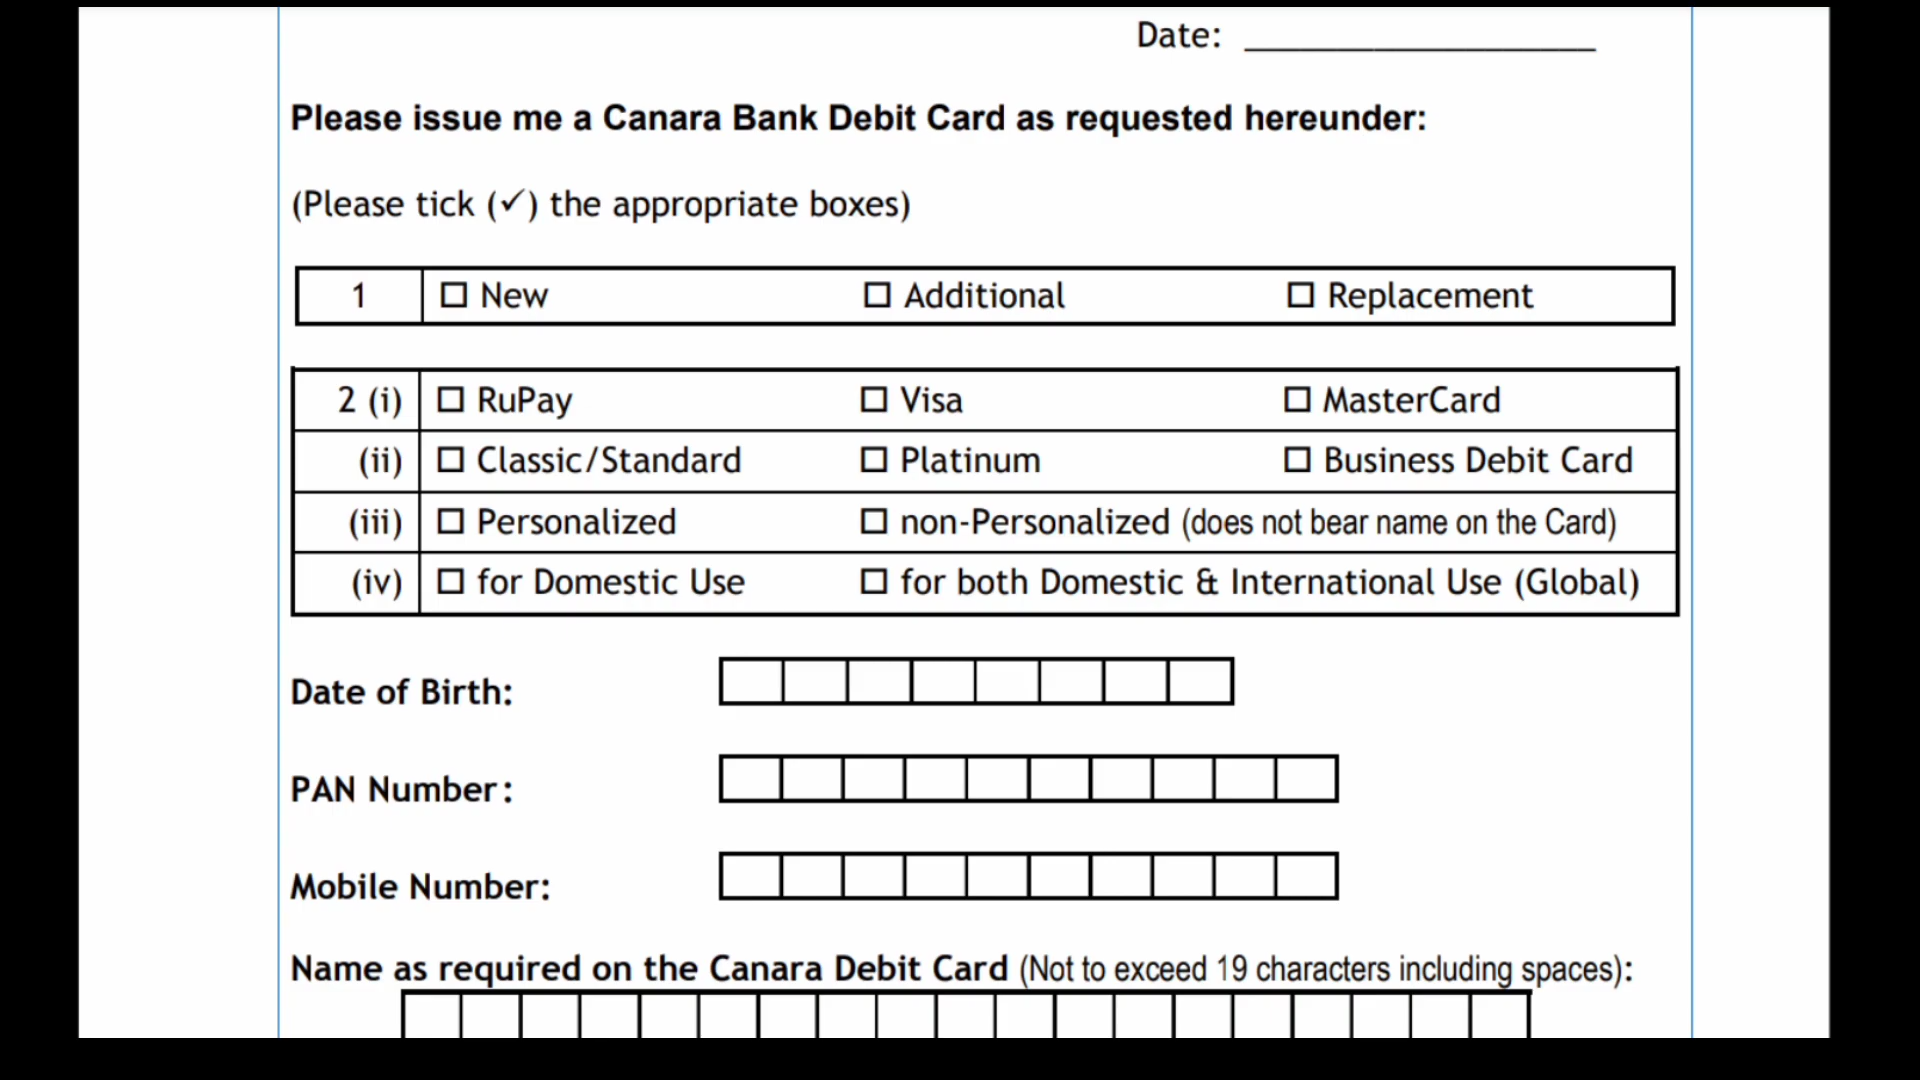 Date: ___________________
Please issue me a Canara Bank Debit Card as requested hereunder:
(Please tick (✓) the appropriate boxes)
1 ☐ New ☐ Additional ☐ Replacement
2 (i) ☐ RuPay ☐ Visa ☐ MasterCard
(ii) ☐ Classic/Standard ☐ Platinum ☐ Business Debit Card
(iii) ☐ Personalized ☐ non-Personalized (does not bear name on the Card)
(iv) ☐ for Domestic Use ☐ for both Domestic & International Use (Global)
Date of Birth:
PAN Number:
Mobile Number:
Name as required on the Canara Debit Card (Not to exceed 19 characters including spaces):